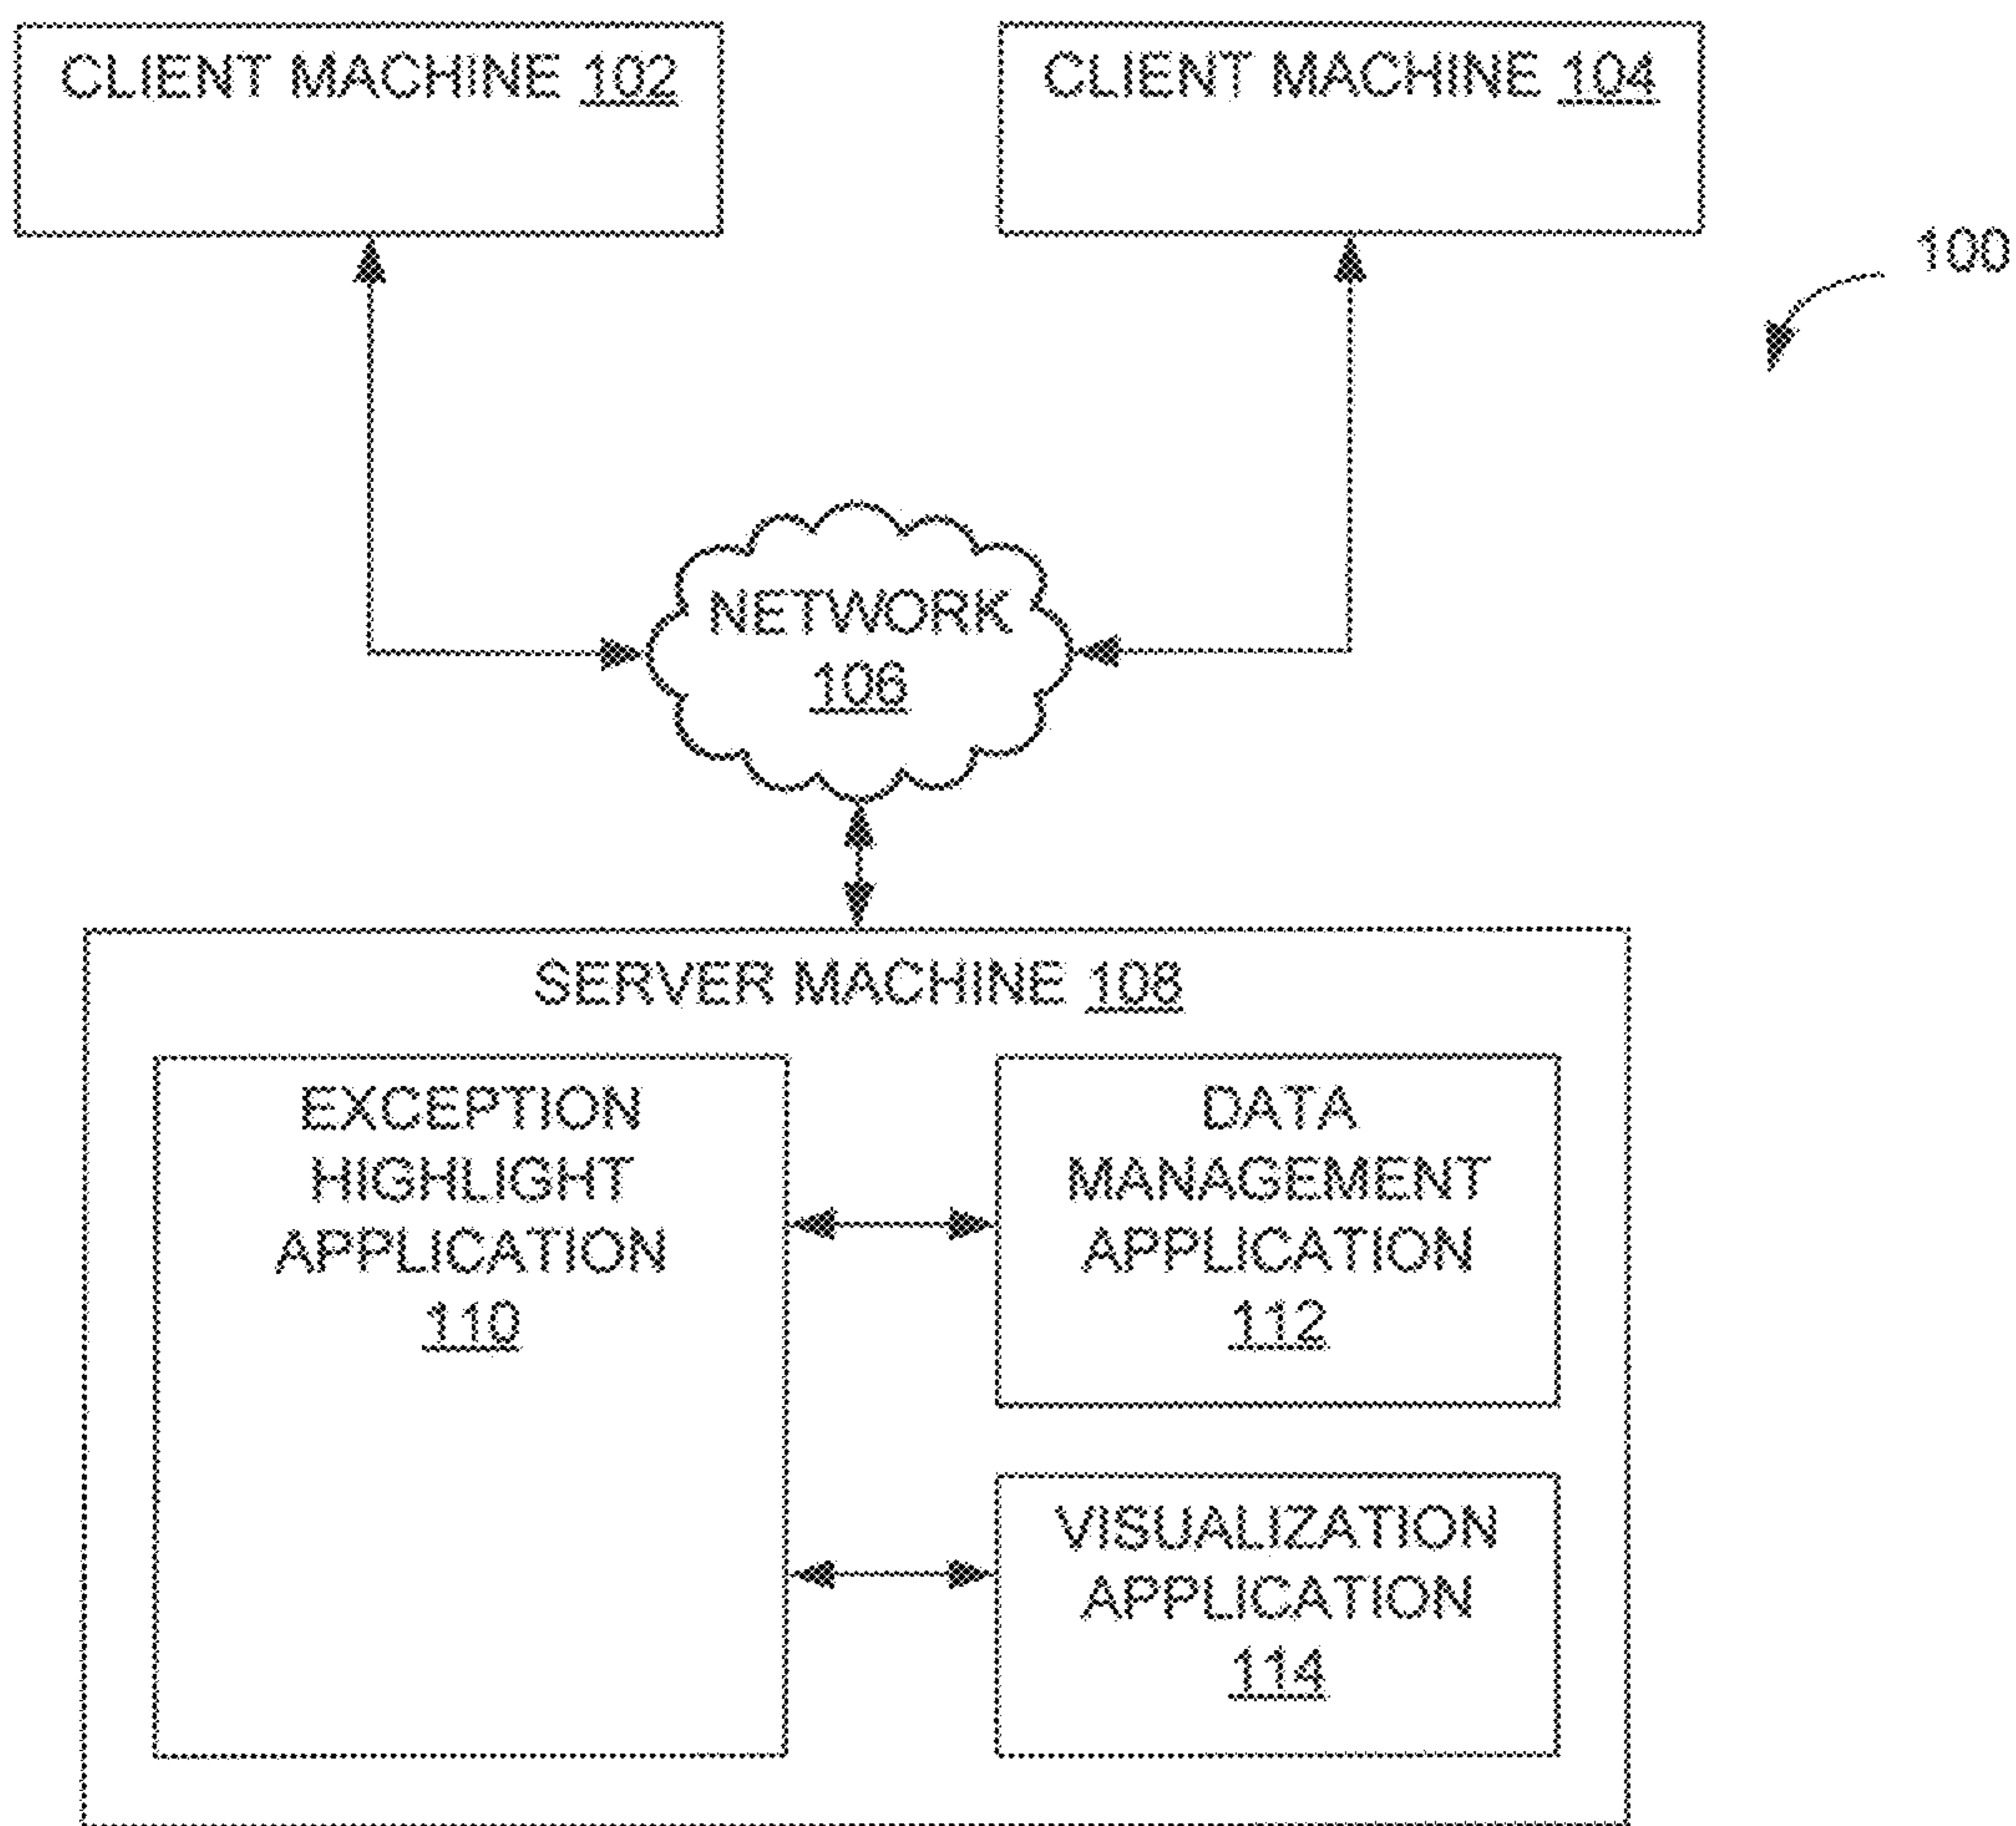 CLIENT MACHINE 102
CLIENT MACHINE 104
100
NETWORK
106
SERVER MACHINE 108
EXCEPTION
HIGHLIGHT
APPLICATION
110
DATA
MANAGEMENT
APPLICATION
112
VISUALIZATION
APPLICATION
114